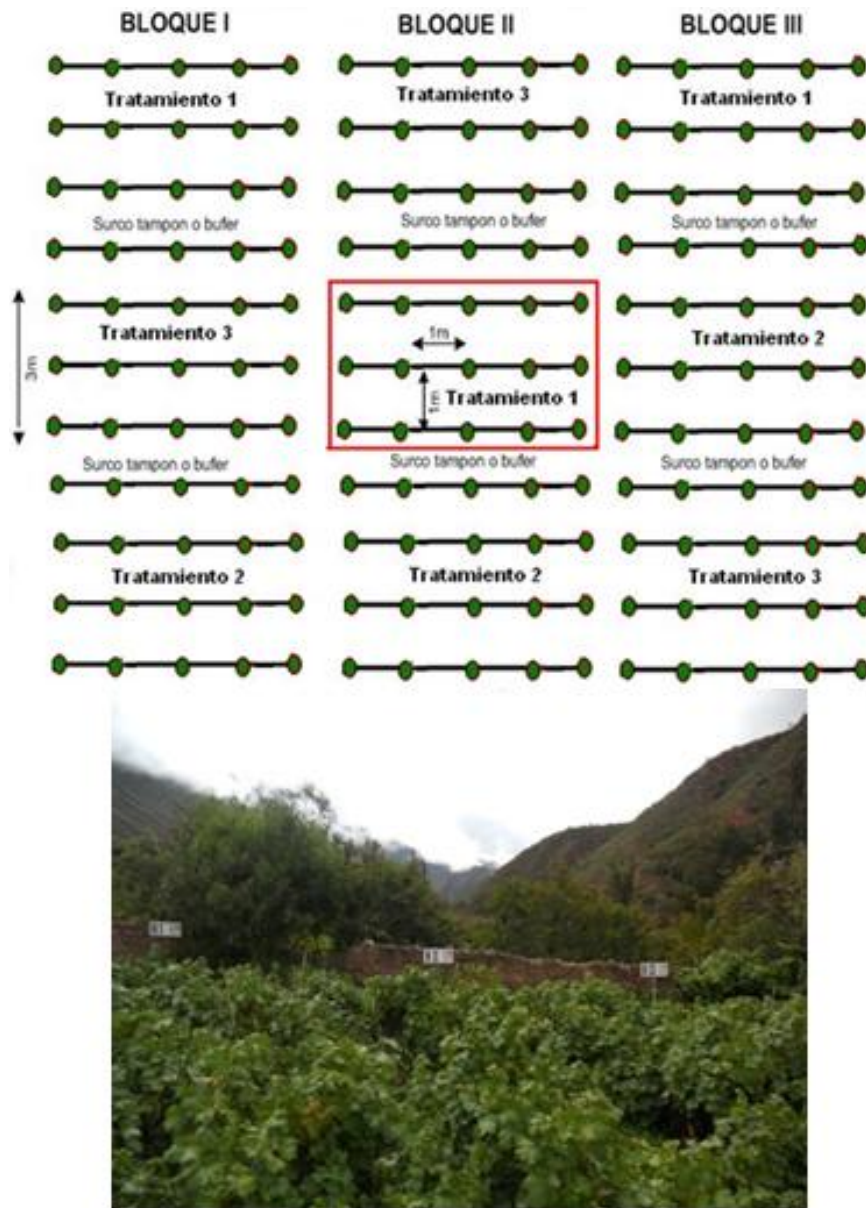 BLOQUE I
BLOQUE II
BLOQUE III
Tratamiento 1
Tratamiento 3
Tratamiento 1
Surco tampon o bufer
Surco tampon o bufer
Surco tampon o bufer
3m
Tratamiento 3
1m
1m
Tratamiento 1
Tratamiento 2
Surco tampon o bufer
Surco tampon o bufer
Surco tampon o bufer
Tratamiento 2
Tratamiento 2
Tratamiento 3